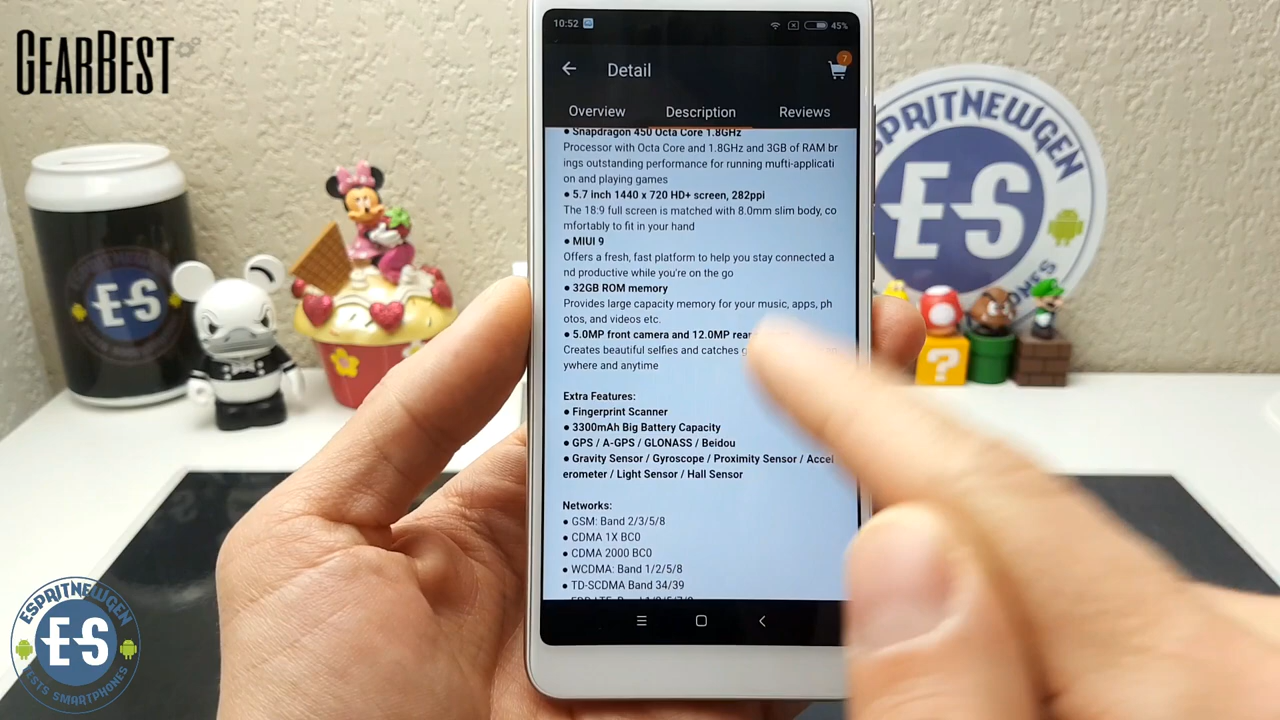 GEARBEST
10:52
45%
7
Detail
Overview Description Reviews
● Snapdragon 450 Octa Core 1.8GHz
Processor with Octa Core and 1.8GHz and 3GB of RAM br
ings outstanding performance for running mufti-applicati
on and playing games
● 5.7 inch 1440 x 720 HD+ screen, 282ppi
The 18:9 full screen is matched with 8.0mm slim body, co
mfortably to fit in your hand
● MIUI 9
Offers a fresh, fast platform to help you stay connected a
nd productive while you're on the go
● 32GB ROM memory
Provides large capacity memory for your music, apps, ph
otos, and videos etc.
● 5.0MP front camera and 12.0MP rear
Creates beautiful selfies and catches
ywhere and anytime
Extra Features:
● Fingerprint Scanner
● 3300mAh Big Battery Capacity
● GPS / A-GPS / GLONASS / Beidou
● Gravity Sensor / Gyroscope / Proximity Sensor / Accel
erometer / Light Sensor / Hall Sensor
Networks:
● GSM: Band 2/3/5/8
● CDMA 1X BC0
● CDMA 2000 BC0
● WCDMA: Band 1/2/5/8
● TD-SCDMA Band 34/39
SPRITNEWGEN
ES
ES
?
ESPRITNEWGEN
ES
TESTS SMARTPHONES